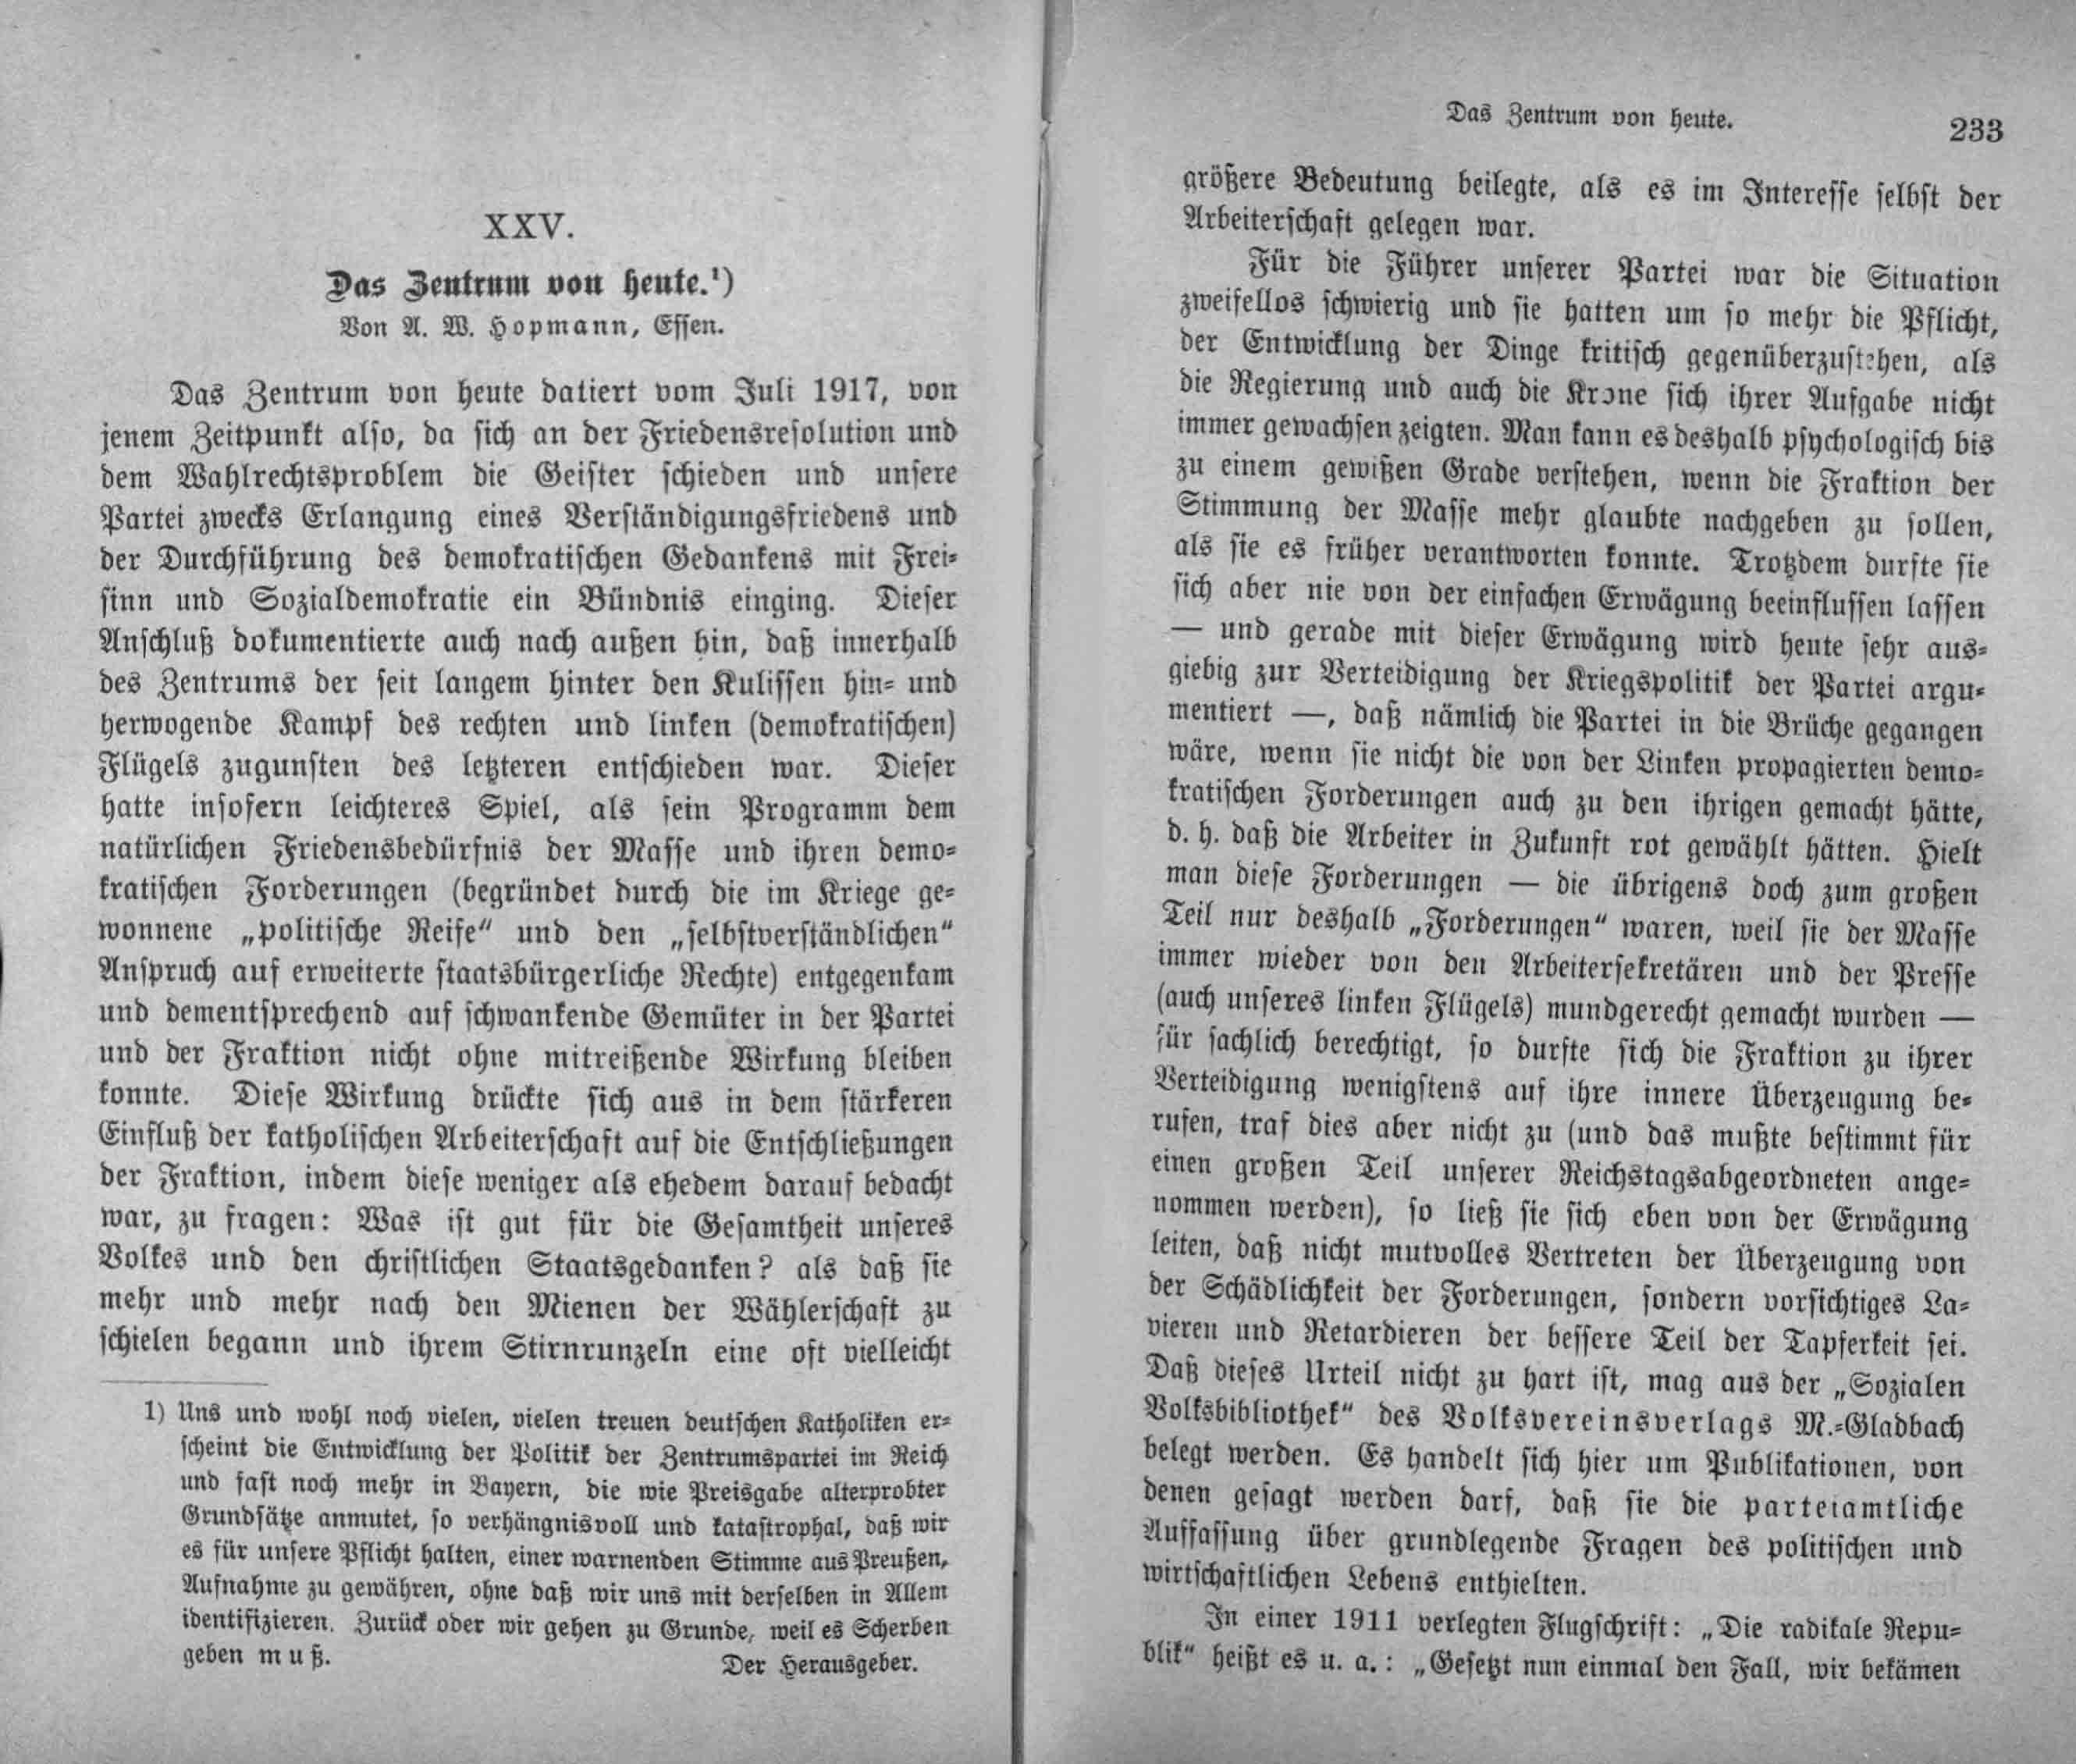 XXV.
Das Zentrum von heute.¹)
Von A. W. Hopmann, Essen.
Das Zentrum von heute datiert vom Juli 1917, von
jenem Zeitpunkt also, da sich an der Friedensresolution und
dem Wahlrechtsproblem die Geister schieden und unsere
Partei zwecks Erlangung eines Verständigungsfriedens und
der Durchführung des demokratischen Gedankens mit Frei-
sinn und Sozialdemokratie ein Bündnis einging. Dieser
Anschluß dokumentierte auch nach außen hin, daß innerhalb
des Zentrums der seit langem hinter den Kulissen hin- und
herwogende Kampf des rechten und linken (demokratischen)
Flügels zugunsten des letzteren entschieden war. Dieser
hatte insofern leichteres Spiel, als sein Programm dem
natürlichen Friedensbedürfnis der Masse und ihren demo-
kratischen Forderungen (begründet durch die im Kriege ge-
wonnene „politische Reife“ und den „selbstverständlichen“
Anspruch auf erweiterte staatsbürgerliche Rechte) entgegenkam
und dementsprechend auf schwankende Gemüter in der Partei
und der Fraktion nicht ohne mitreißende Wirkung bleiben
konnte. Diese Wirkung drückte sich aus in dem stärkeren
Einfluß der katholischen Arbeiterschaft auf die Entschließungen
der Fraktion, indem diese weniger als ehedem darauf bedacht
war, zu fragen: Was ist gut für die Gesamtheit unseres
Volkes und den christlichen Staatsgedanken? als daß sie
mehr und mehr nach den Mienen der Wählerschaft zu
schielen begann und ihrem Stirnrunzeln eine oft vielleicht
1) Uns und wohl noch vielen, vielen treuen deutschen Katholiken er-
scheint die Entwicklung der Politik der Zentrumspartei im Reich
und fast noch mehr in Bayern, die wie Preisgabe alterprobter
Grundsätze anmutet, so verhängnisvoll und katastrophal, daß wir
es für unsere Pflicht halten, einer warnenden Stimme aus Preußen,
Aufnahme zu gewähren, ohne daß wir uns mit derselben in Allem
identifizieren. Zurück oder wir gehen zu Grunde, weil es Scherben
geben muß. Der Herausgeber.
Das Zentrum von heute. 233
größere Bedeutung beilegte, als es im Interesse selbst der
Arbeiterschaft gelegen war.
Für die Führer unserer Partei war die Situation
zweifellos schwierig und sie hatten um so mehr die Pflicht,
der Entwicklung der Dinge kritisch gegenüberzustehen, als
die Regierung und auch die Krone sich ihrer Aufgabe nicht
immer gewachsen zeigten. Man kann es deshalb psychologisch bis
zu einem gewißen Grade verstehen, wenn die Fraktion der
Stimmung der Masse mehr glaubte nachgeben zu sollen,
als sie es früher verantworten konnte. Trotzdem durfte sie
sich aber nie von der einfachen Erwägung beeinflussen lassen
— und gerade mit dieser Erwägung wird heute sehr aus-
giebig zur Verteidigung der Kriegspolitik der Partei argu-
mentiert —, daß nämlich die Partei in die Brüche gegangen
wäre, wenn sie nicht die von der Linken propagierten demo-
kratischen Forderungen auch zu den ihrigen gemacht hätte,
d. h. daß die Arbeiter in Zukunft rot gewählt hätten. Hielt
man diese Forderungen — die übrigens doch zum großen
Teil nur deshalb „Forderungen“ waren, weil sie der Masse
immer wieder von den Arbeitersekretären und der Presse
(auch unseres linken Flügels) mundgerecht gemacht wurden —
für sachlich berechtigt, so durfte sich die Fraktion zu ihrer
Verteidigung wenigstens auf ihre innere Überzeugung be-
rufen, traf dies aber nicht zu (und das mußte bestimmt für
einen großen Teil unserer Reichstagsabgeordneten ange-
nommen werden), so ließ sie sich eben von der Erwägung
leiten, daß nicht mutvolles Vertreten der Überzeugung von
der Schädlichkeit der Forderungen, sondern vorsichtiges La-
vieren und Retardieren der bessere Teil der Tapferkeit sei.
Daß dieses Urteil nicht zu hart ist, mag aus der „Sozialen
Volksbibliothek“ des Volksvereinsverlags M.-Gladbach
belegt werden. Es handelt sich hier um Publikationen, von
denen gesagt werden darf, daß sie die parteiamtliche
Auffassung über grundlegende Fragen des politischen und
wirtschaftlichen Lebens enthielten.
In einer 1911 verlegten Flugschrift: „Die radikale Repu-
blik“ heißt es u. a.: „Gesetzt nun einmal den Fall, wir bekämen